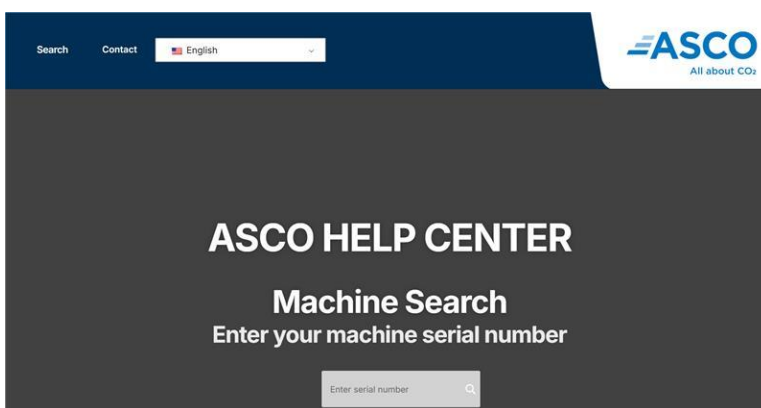 Search Contact English
ASCO
All about CO₂
ASCO HELP CENTER
Machine Search
Enter your machine serial number
Enter serial number